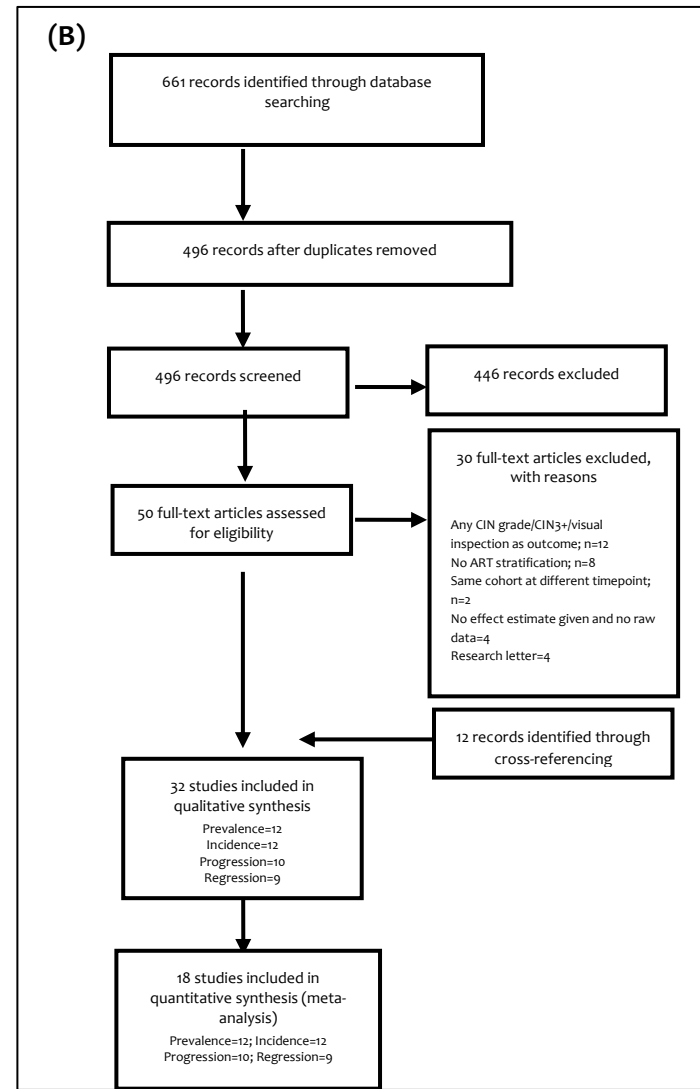 (B)
661 records identified through database
searching
496 records after duplicates removed
496 records screened
446 records excluded
50 full-text articles assessed
for eligibility
30 full-text articles excluded,
with reasons
Any CIN grade/CIN3+/visual
inspection as outcome; n=12
No ART stratification; n=8
Same cohort at different timepoint;
n=2
No effect estimate given and no raw
data=4
Research letter=4
12 records identified through
cross-referencing
32 studies included in
qualitative synthesis
Prevalence=12
Incidence=12
Progression=10
Regression=9
18 studies included in
quantitative synthesis (meta-
analysis)
Prevalence=12; Incidence=12
Progression=10; Regression=9